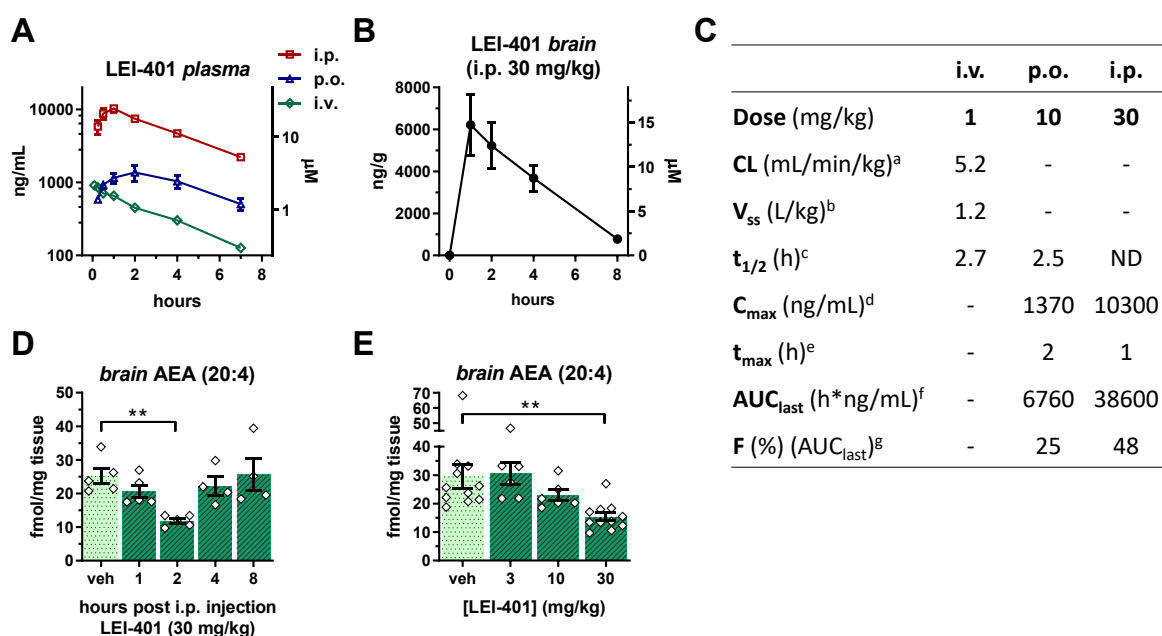 A
LEI-401 plasma
i.p.
p.o.
i.v.
10000
1000
100
ng/mL
10
1
µM
0 2 4 6 8
hours
B
LEI-401 brain
(i.p. 30 mg/kg)
8000
6000
4000
2000
0
ng/g
15
10
5
0
µM
0 2 4 6 8
hours
C
i.v. p.o. i.p.
Dose (mg/kg) 1 10 30
CL (mL/min/kg)ᵃ 5.2 - -
Vss (L/kg)ᵇ 1.2 - -
t1/2 (h)ᶜ 2.7 2.5 ND
Cmax (ng/mL)ᵈ - 1370 10300
tmax (h)ᵉ - 2 1
AUClast (h*ng/mL)ᶠ - 6760 38600
F (%) (AUClast)ᵍ - 25 48
D
brain AEA (20:4)
**
50
40
30
20
10
0
fmol/mg tissue
veh 1 2 4 8
hours post i.p. injection
LEI-401 (30 mg/kg)
E
brain AEA (20:4)
**
70
60
50
40
30
20
10
0
fmol/mg tissue
veh 3 10 30
[LEI-401] (mg/kg)